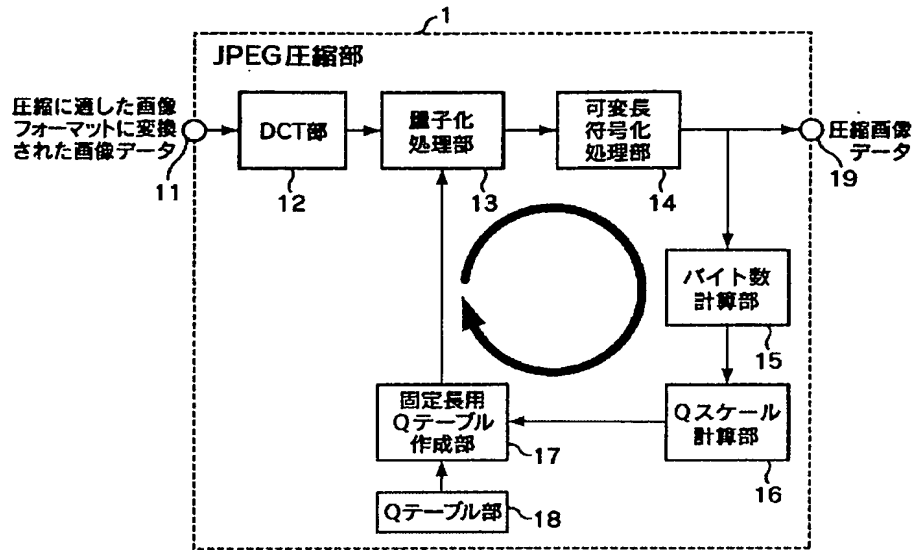 1
JPEG圧縮部
圧縮に適した画像
フォーマットに変換
された画像データ
11
DCT部
12
量子化
処理部
13
可変長
符号化
処理部
14
圧縮画像
データ
19
バイト数
計算部
15
Qスケール
計算部
16
固定長用
Qテーブル
作成部
17
Qテーブル部
18